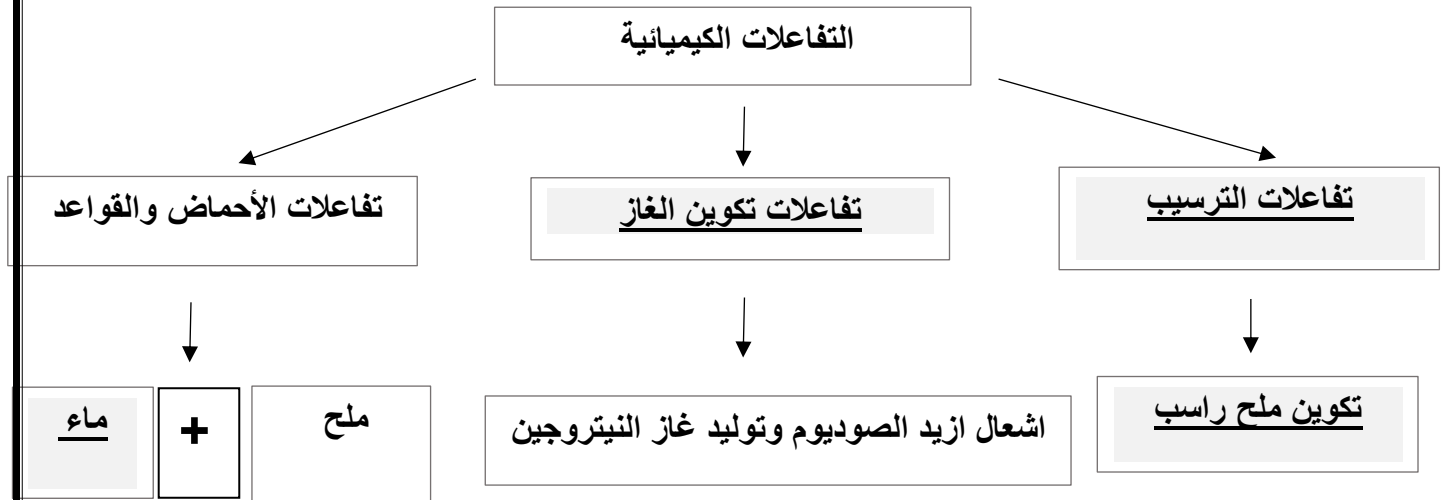 التفاعلات الكيميائية
تفاعلات الترسيب
تفاعلات تكوين الغاز
تفاعلات الأحماض والقواعد
تكوين ملح راسب
اشعال ازيد الصوديوم وتوليد غاز النيتروجين
ملح + ماء